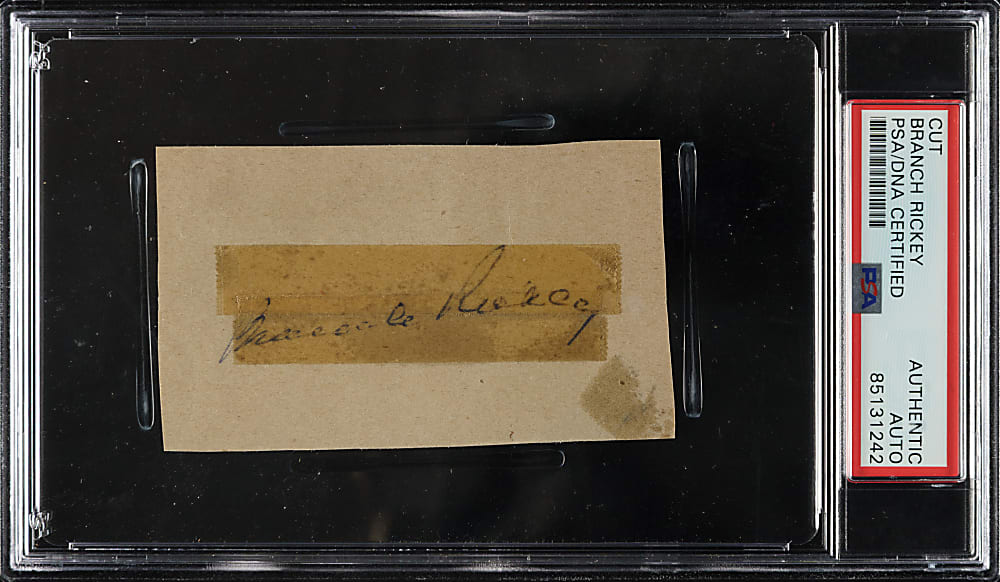 Branch Rickey
CUT
BRANCH RICKEY
PSA/DNA CERTIFIED
PSA
AUTHENTIC
AUTO
85131242